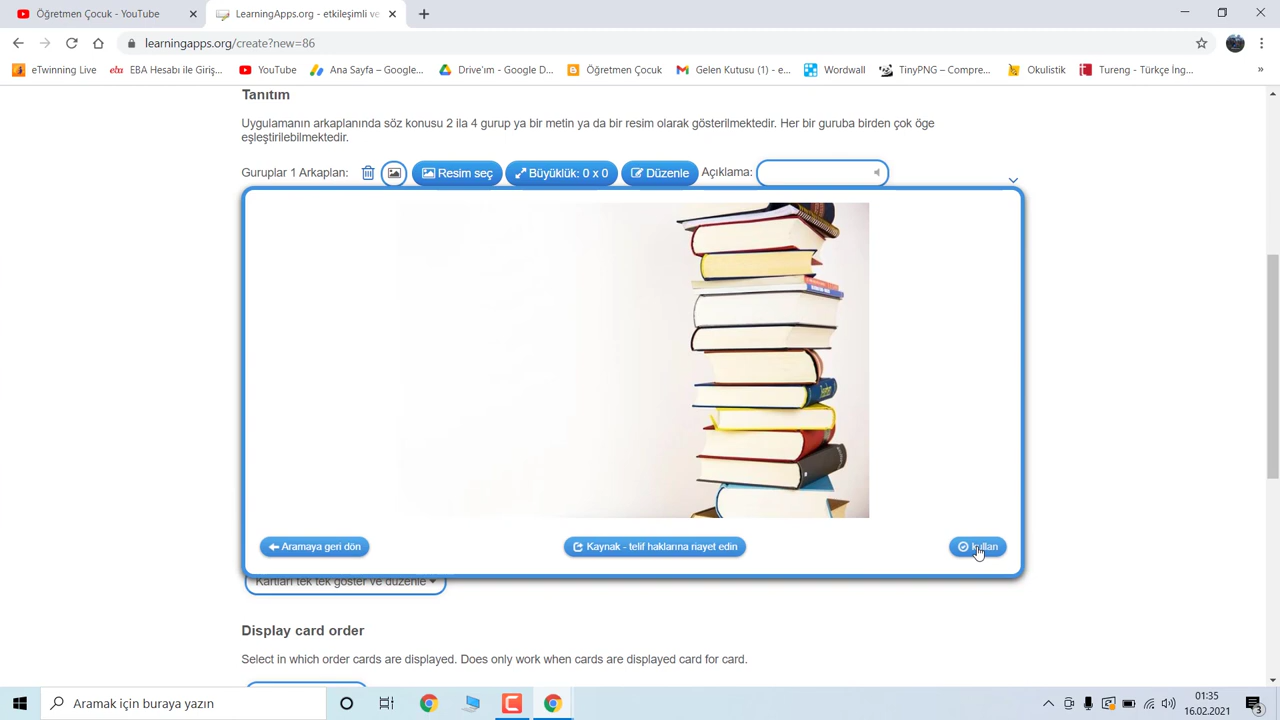 Öğretmen Çocuk - YouTube
LearningApps.org - etkileşimli ve
learningapps.org/create?new=86
eTwinning Live
EBA Hesabı ile Giriş...
YouTube
Ana Sayfa – Google...
Drive'ım - Google D...
Öğretmen Çocuk
Gelen Kutusu (1) - e...
Wordwall
TinyPNG – Compre...
Okulistik
Tureng - Türkçe İng...
»
Tanıtım
Uygulamanın arkaplanında söz konusu 2 ila 4 gurup ya bir metin ya da bir resim olarak gösterilmektedir. Her bir guruba birden çok öge
eşleştirilebilmektedir.
Guruplar 1 Arkaplan: Resim seç Büyüklük: 0 x 0 Düzenle Açıklama:
Aramaya geri dön
Kaynak - telif haklarına riayet edin
kullan
Kartları tek tek göster ve düzenle
Display card order
Select in which order cards are displayed. Does only work when cards are displayed card for card.
Aramak için buraya yazın
01:35
16.02.2021
3